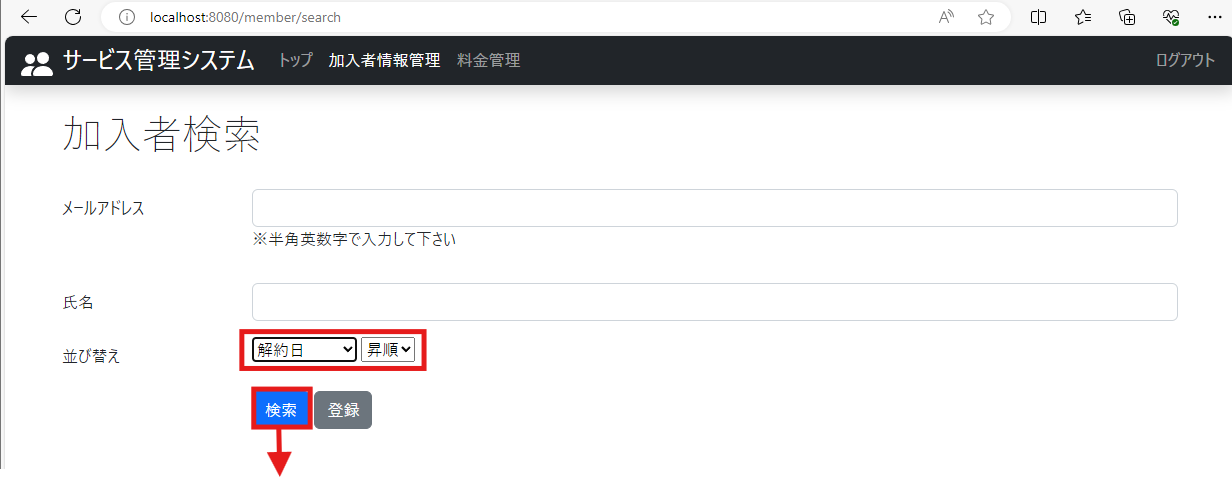 localhost:8080/member/search
サービス管理システム トップ 加入者情報管理 料金管理 ログアウト
加入者検索
メールアドレス
※半角英数字で入力して下さい
氏名
並び替え 解約日 昇順
検索 登録